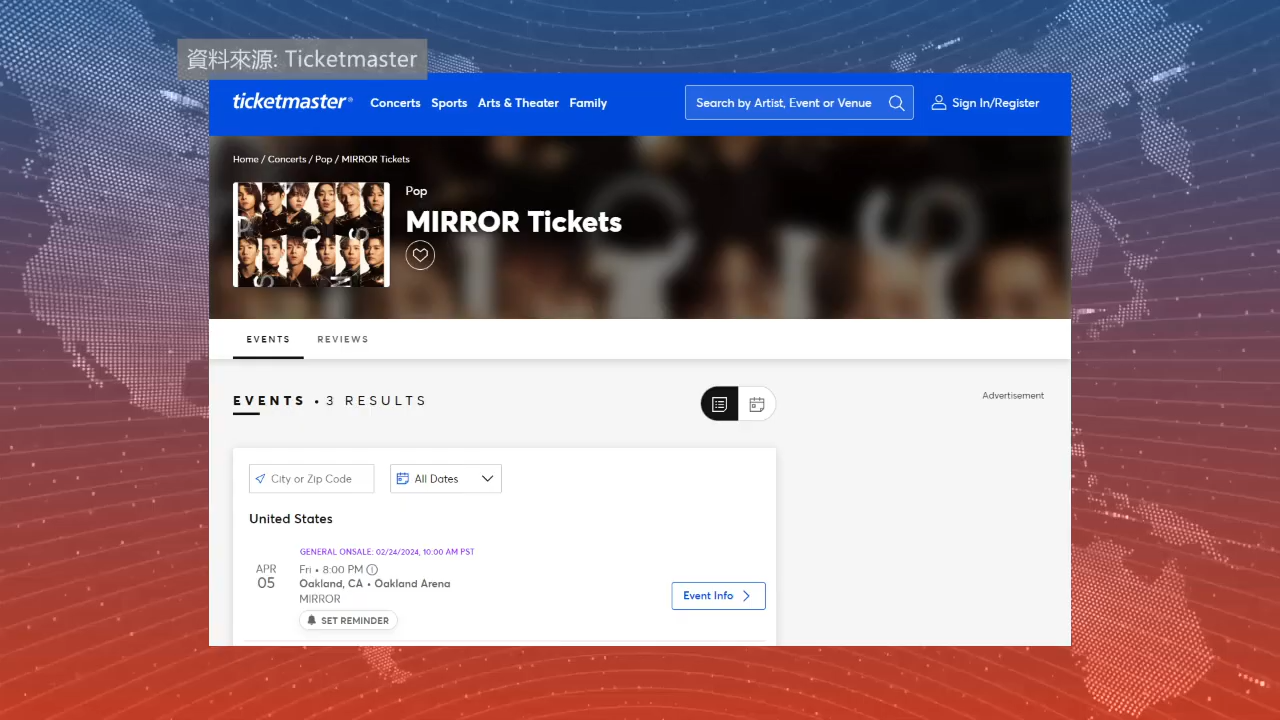 資料來源: Ticketmaster
ticketmaster®
Concerts Sports Arts & Theater Family
Search by Artist, Event or Venue
Sign In/Register
Home / Concerts / Pop / MIRROR Tickets
Pop
MIRROR Tickets
EVENTS REVIEWS
EVENTS • 3 RESULTS
Advertisement
City or Zip Code
All Dates
United States
GENERAL ONSALE: 02/24/2024, 10:00 AM PST
APR
05
Fri • 8:00 PM
Oakland, CA • Oakland Arena
MIRROR
SET REMINDER
Event Info